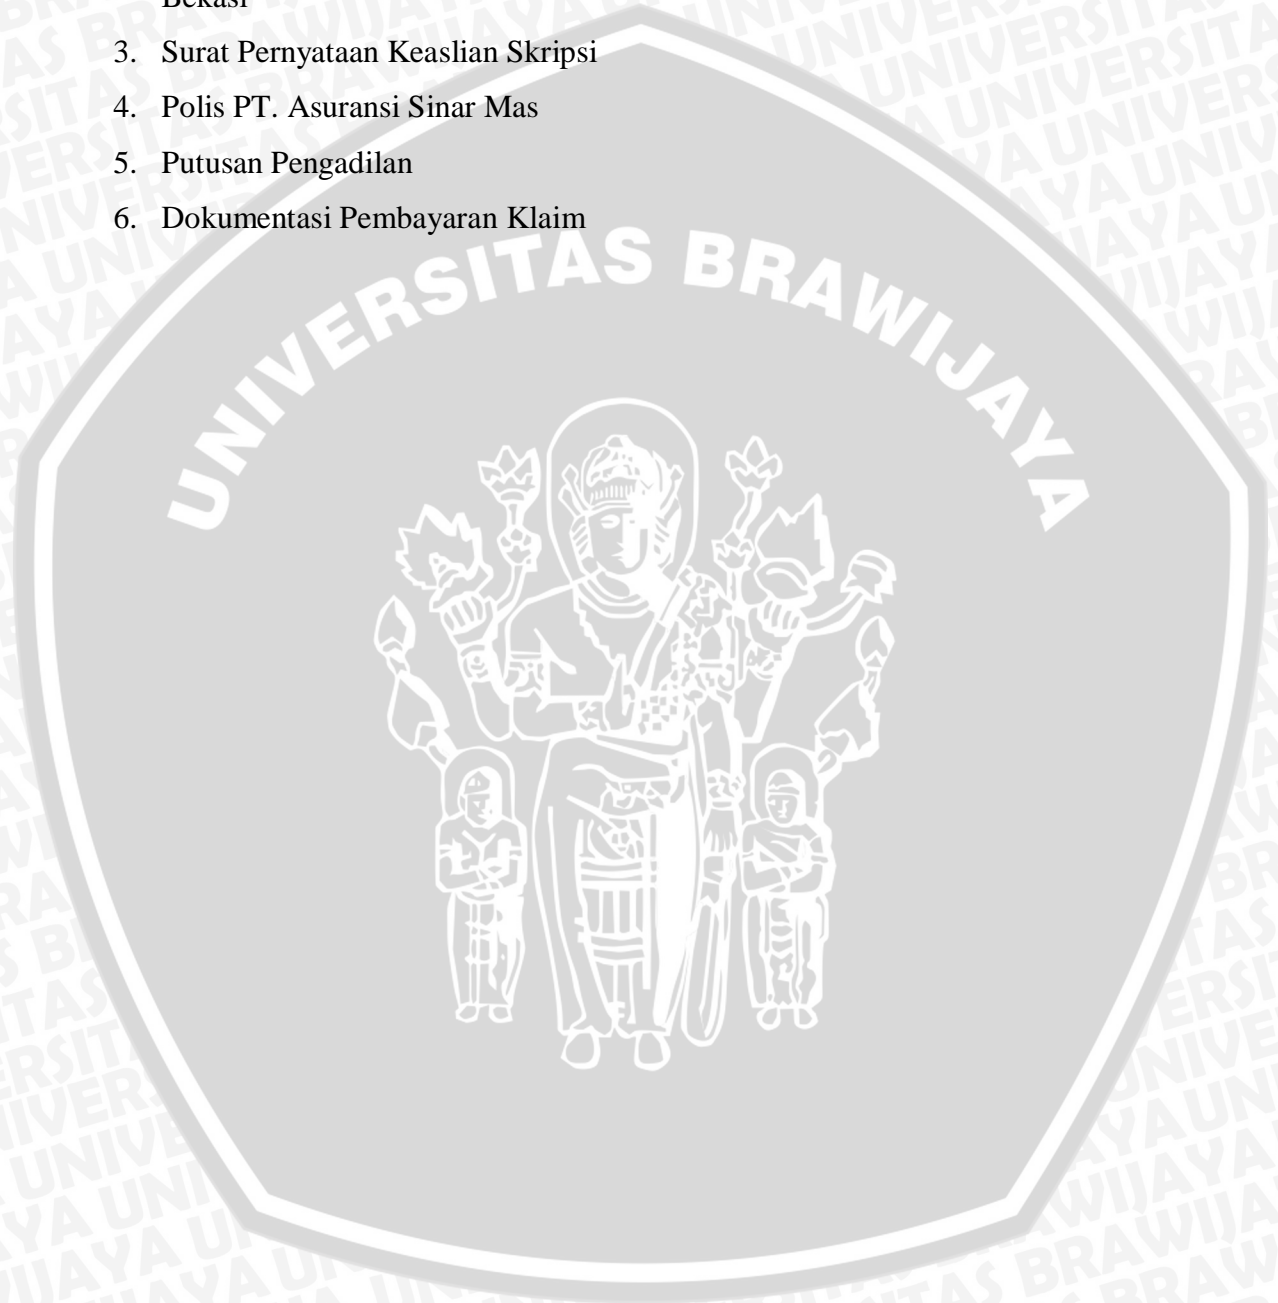 Bekasi
3. Surat Pernyataan Keaslian Skripsi
4. Polis PT. Asuransi Sinar Mas
5. Putusan Pengadilan
6. Dokumentasi Pembayaran Klaim
UNIVERSITAS BRAWIJAYA